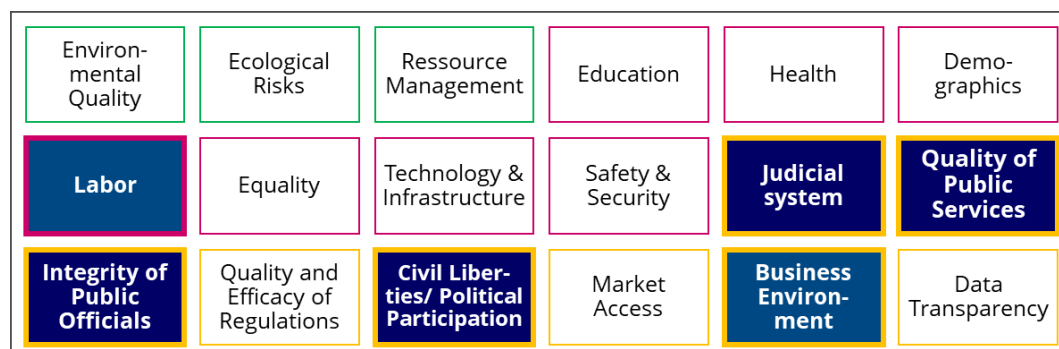 Environ-
mental
Quality
Ecological
Risks
Ressource
Management
Education
Health
Demo-
graphics
Labor
Equality
Technology &
Infrastructure
Safety &
Security
Judicial
system
Quality of
Public
Services
Integrity of
Public
Officials
Quality and
Efficacy of
Regulations
Civil Liber-
ties/ Political
Participation
Market
Access
Business
Environ-
ment
Data
Transparency